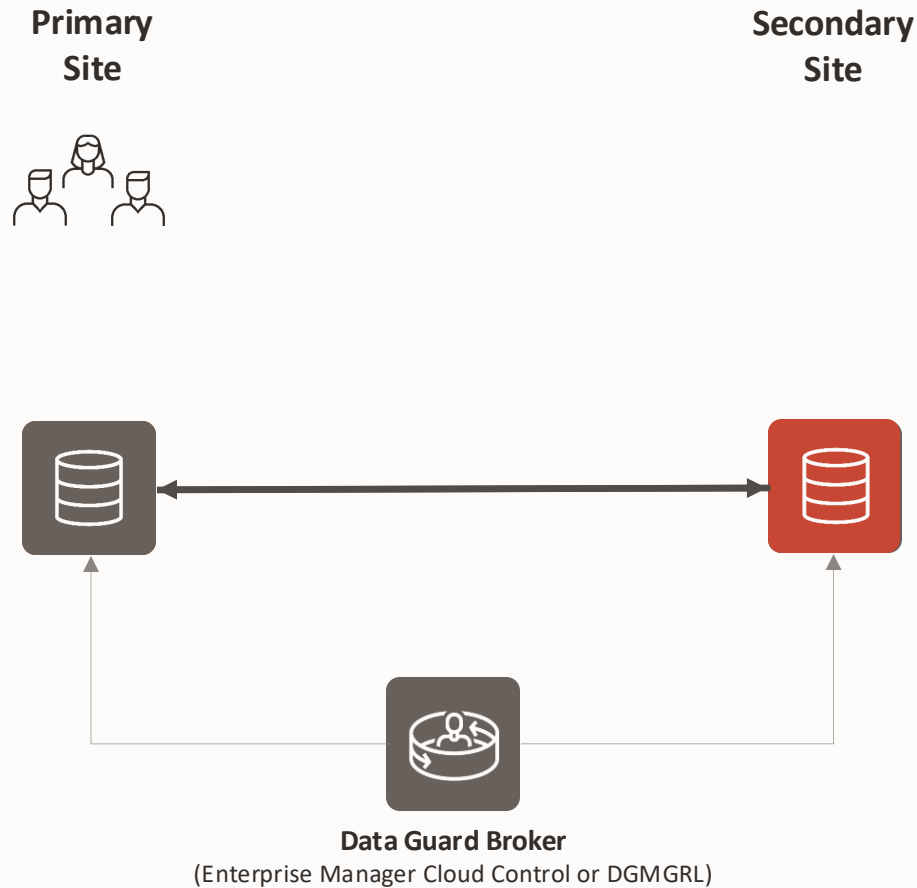 Primary
Site
Secondary
Site
Data Guard Broker
(Enterprise Manager Cloud Control or DGMGRL)